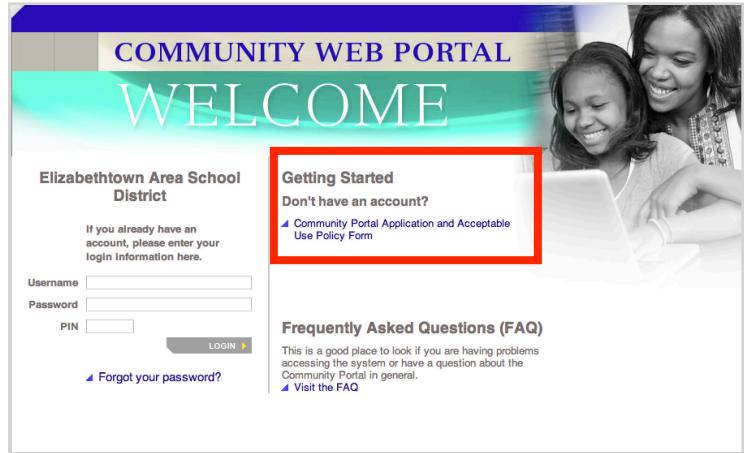 COMMUNITY WEB PORTAL
WELCOME
Elizabethtown Area School
District
If you already have an
account, please enter your
login information here.
Username
Password
PIN
LOGIN
Forgot your password?
Getting Started
Don't have an account?
Community Portal Application and Acceptable
Use Policy Form
Frequently Asked Questions (FAQ)
This is a good place to look if you are having problems
accessing the system or have a question about the
Community Portal in general.
Visit the FAQ